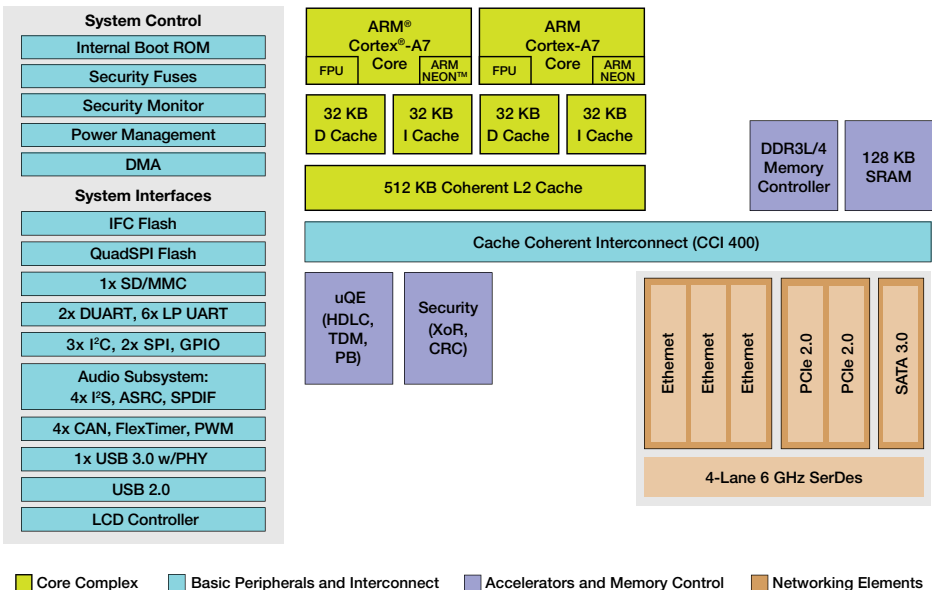 System Control
Internal Boot ROM
Security Fuses
Security Monitor
Power Management
DMA
System Interfaces
IFC Flash
QuadSPI Flash
1x SD/MMC
2x DUART, 6x LP UART
3x I²C, 2x SPI, GPIO
Audio Subsystem:
4x I²S, ASRC, SPDIF
4x CAN, FlexTimer, PWM
1x USB 3.0 w/PHY
USB 2.0
LCD Controller
ARM®
Cortex®-A7
Core
FPU
ARM
NEON™
ARM
Cortex-A7
Core
FPU
ARM
NEON
32 KB
D Cache
32 KB
I Cache
32 KB
D Cache
32 KB
I Cache
512 KB Coherent L2 Cache
DDR3L/4
Memory
Controller
128 KB
SRAM
Cache Coherent Interconnect (CCI 400)
uQE
(HDLC,
TDM,
PB)
Security
(XoR,
CRC)
Ethernet
Ethernet
Ethernet
PCIe 2.0
PCIe 2.0
SATA 3.0
4-Lane 6 GHz SerDes
Core Complex
Basic Peripherals and Interconnect
Accelerators and Memory Control
Networking Elements